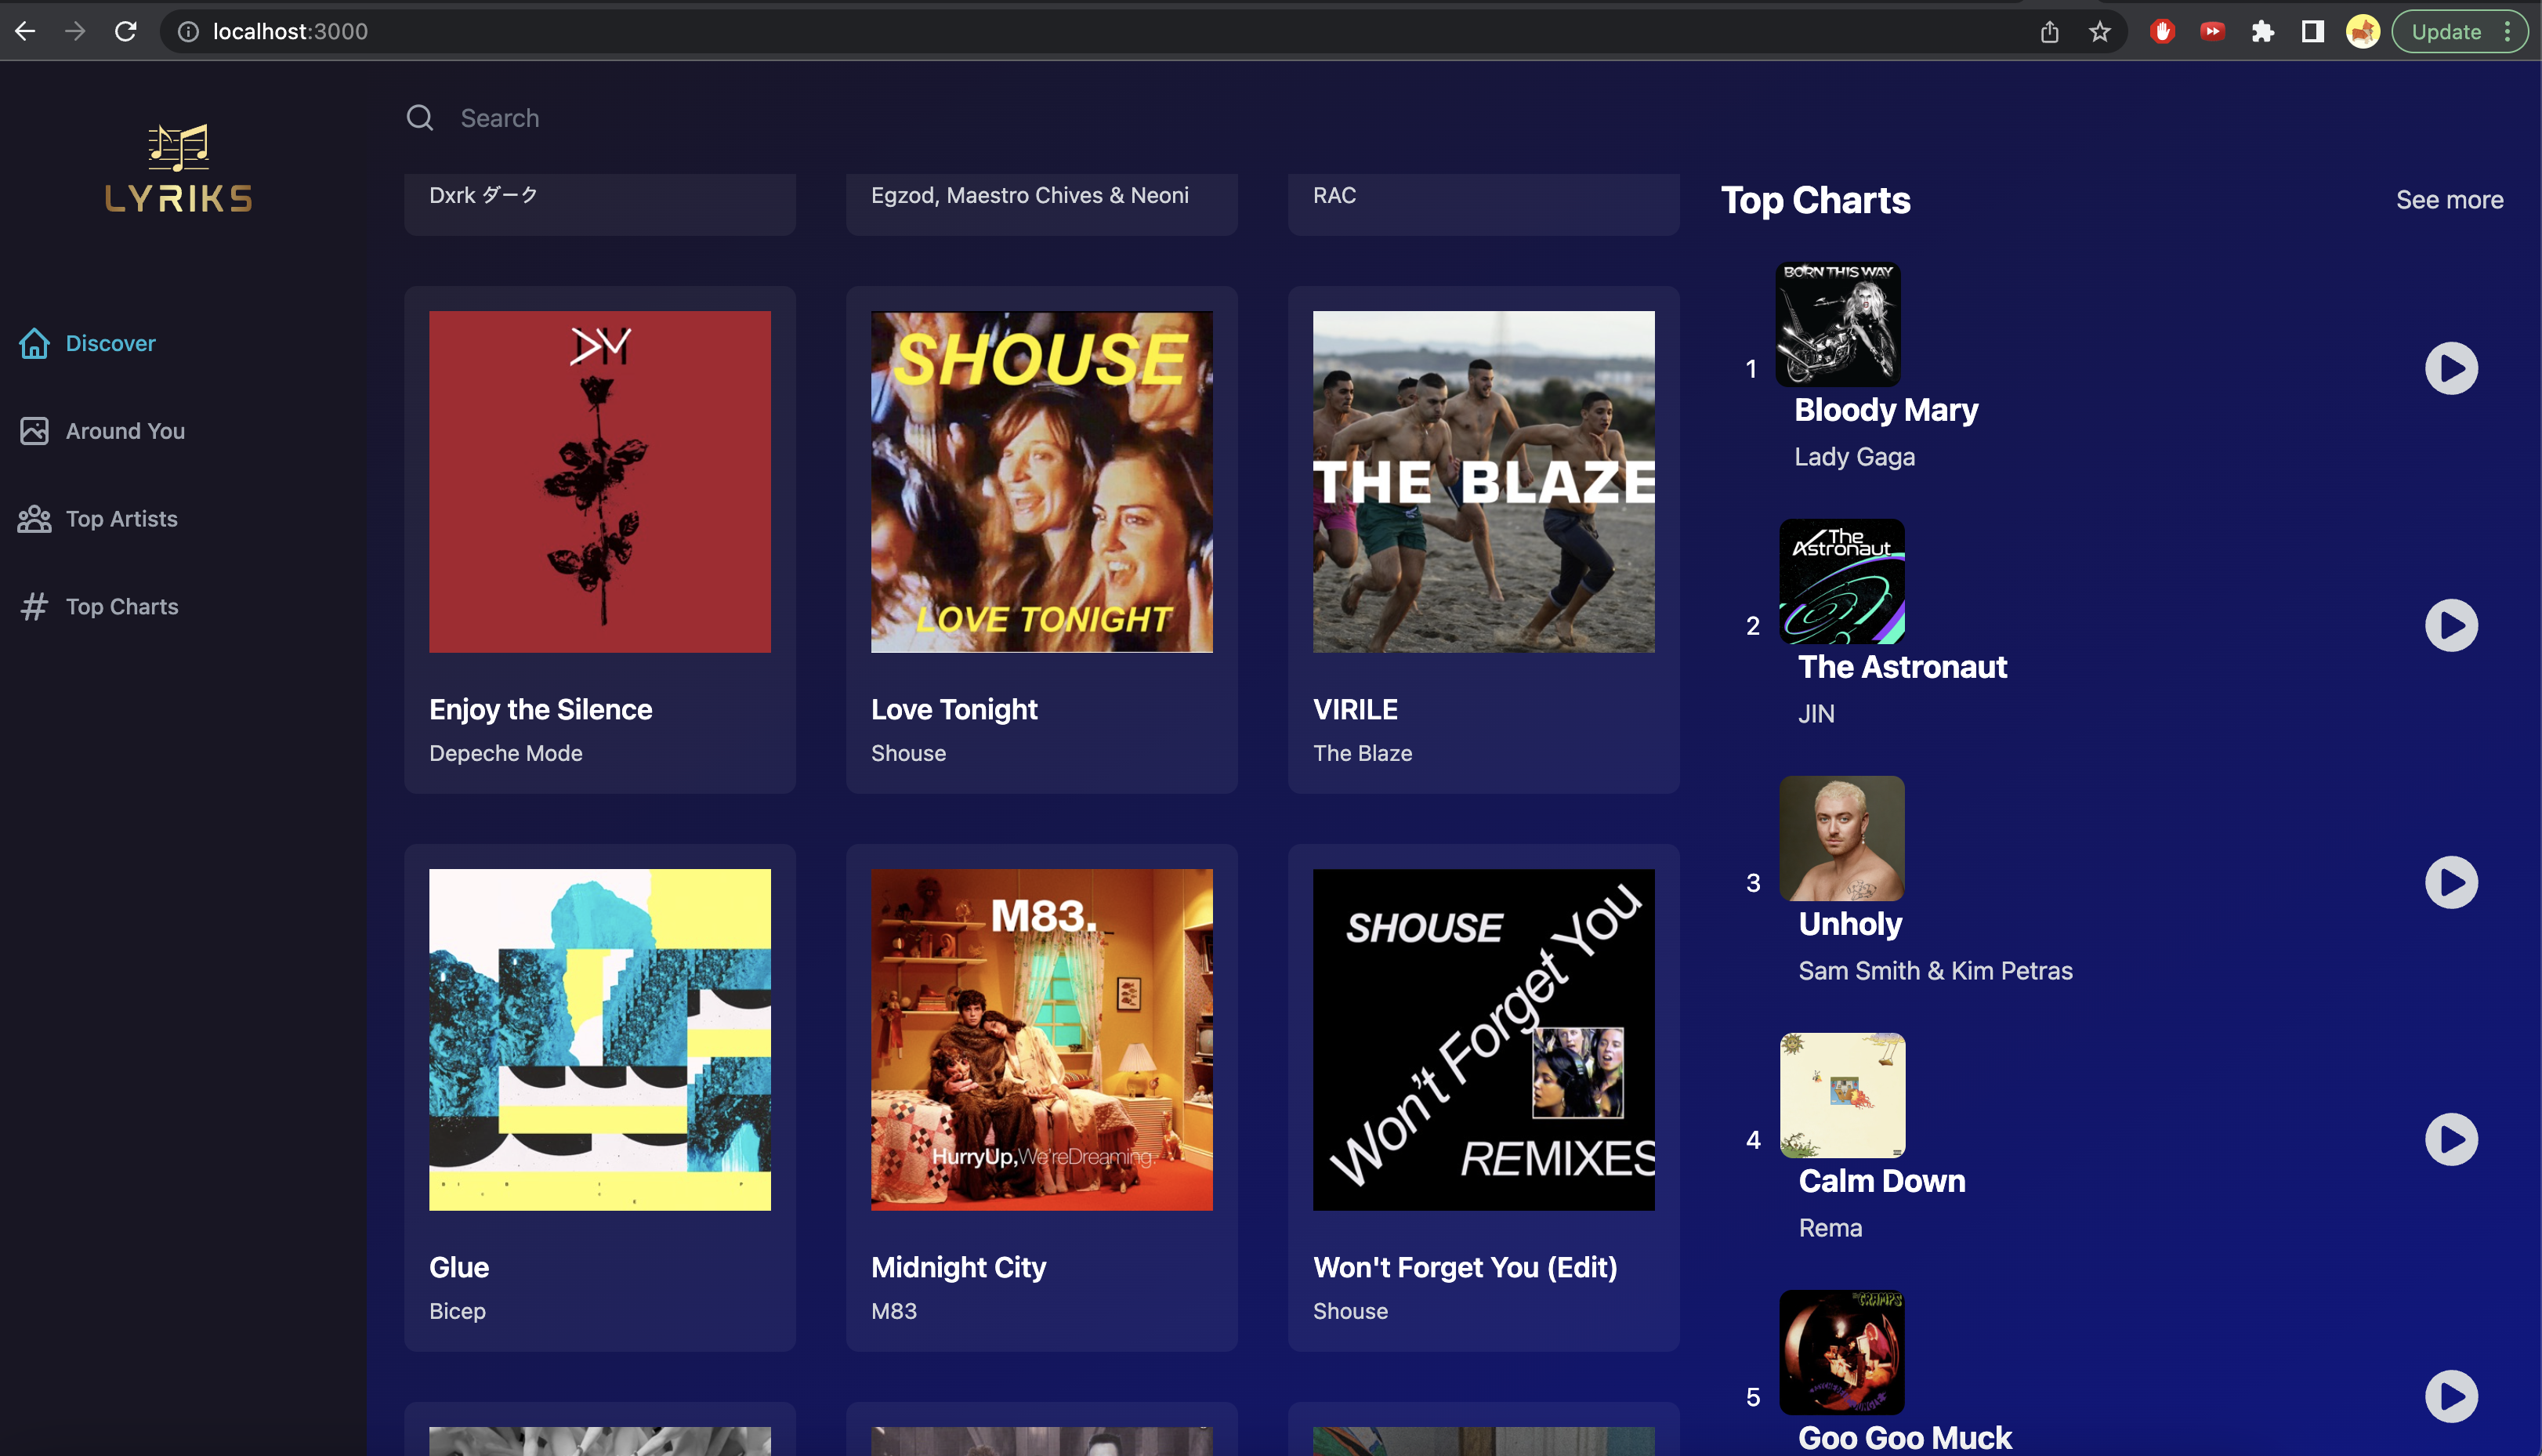 localhost:3000
Update
LYRIKS
Discover
Around You
Top Artists
Top Charts
Search
Dxrk ダーク
Egzod, Maestro Chives & Neoni
RAC
DM
Enjoy the Silence
Depeche Mode
SHOUSE
LOVE TONIGHT
Love Tonight
Shouse
THE BLAZE
VIRILE
The Blaze
Glue
Bicep
M83.
HurryUp,We'reDreaming.
Midnight City
M83
SHOUSE
Won't Forget You
REMIXES
Won't Forget You (Edit)
Shouse
Top Charts
See more
1
BORN THIS WAY
Bloody Mary
Lady Gaga
2
The
Astronaut
The Astronaut
JIN
3
Unholy
Sam Smith & Kim Petras
4
Calm Down
Rema
5
CRAMPS
Goo Goo Muck